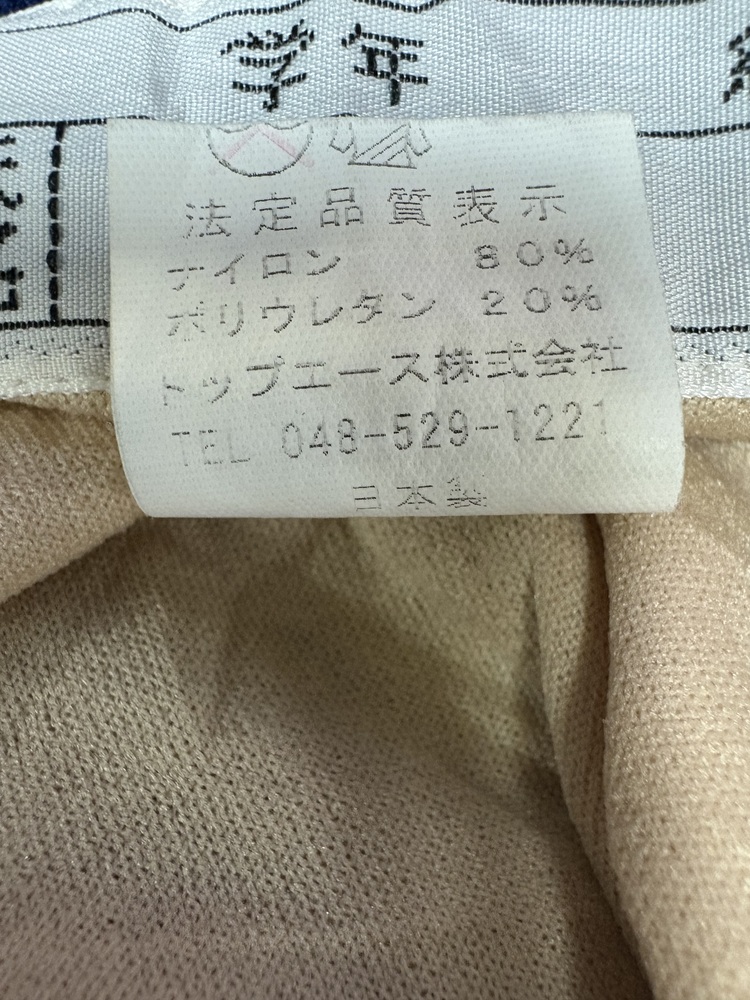 学年
法定品質表示
ナイロン 80%
ポリウレタン 20%
トップエース株式会社
TEL 048-529-1221
日本製